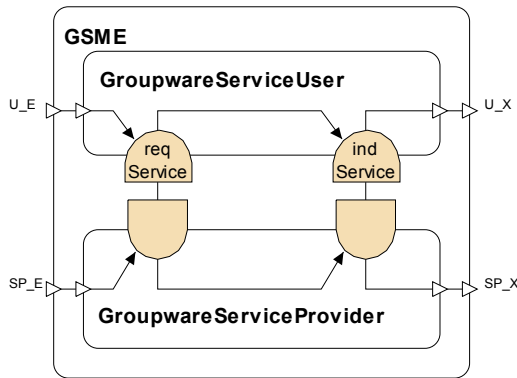 GSME
GroupwareServiceUser
U_E
U_X
req
Service
ind
Service
SP_E
SP_X
GroupwareServiceProvider